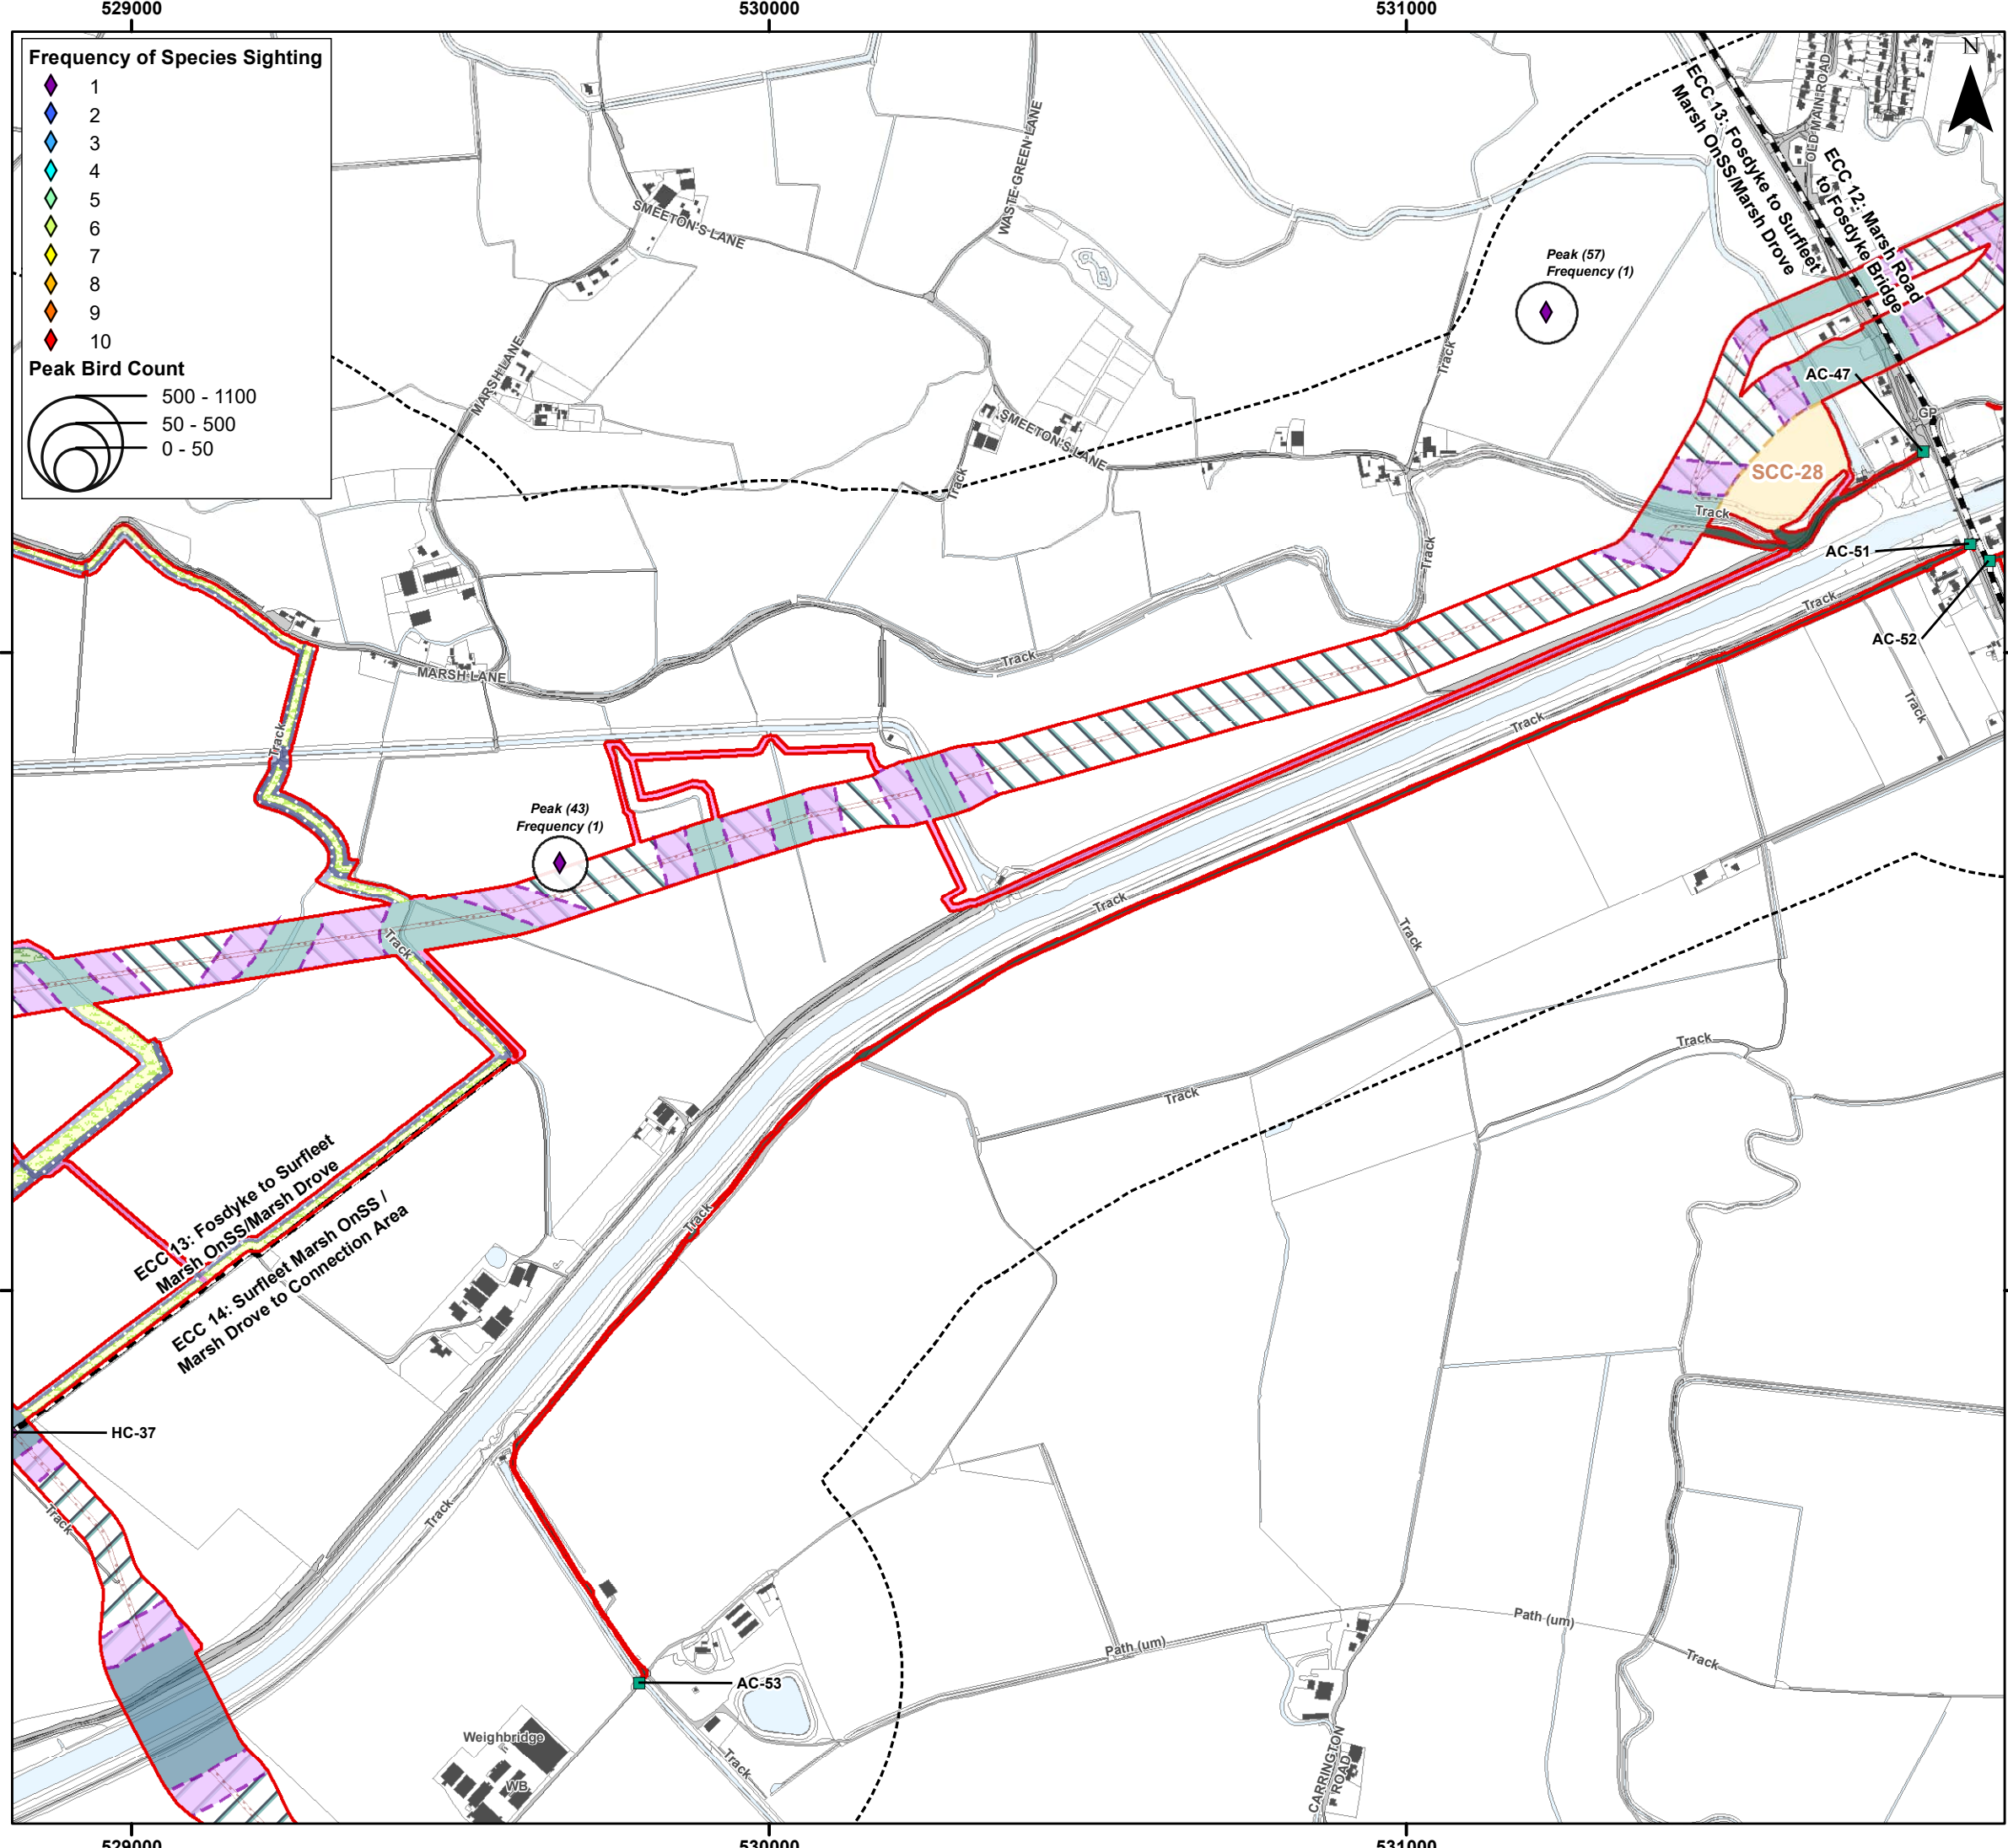 529000
530000
531000
Frequency of Species Sighting
1
2
3
4
5
6
7
8
9
10
Peak Bird Count
500 - 1100
50 - 500
0 - 50
N
OLD MAIN ROAD
ECC-13: Fosdyke to Surfleet
Marsh OnSS/Marsh Drove
ECC 12: Marsh Road
to Fosdyke Bridge
WASTE GREEN LANE
SMEETON'S LANE
Peak (57)
Frequency (1)
MARSH LANE
Track
AC-47
GP
SMEETON'S LANE
Track
SCC-28
Track
Track
AC-51
Track
AC-52
Track
MARSH LANE
Track
Track
Track
Peak (43)
Frequency (1)
Track
Track
Track
Track
Track
Track
ECC 13: Fosdyke to Surfleet
Marsh OnSS/Marsh Drove
ECC 14: Surfleet Marsh OnSS /
Marsh Drove to Connection Area
Track
HC-37
Track
Track
Path (um)
Path (um)
Track
AC-53
Weighbridge
WB
Track
CARRINGTON
ROAD
529000
530000
531000